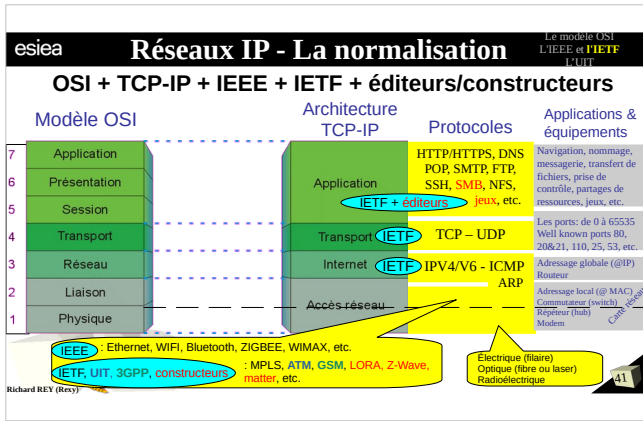 esiea
Réseaux IP - La normalisation
Le modèle OSI
L'IEEE et l'IETF
L'UIT
OSI + TCP-IP + IEEE + IETF + éditeurs/constructeurs
Modèle OSI
Architecture
TCP-IP
Protocoles
Applications &
équipements
7
Application
6
Présentation
5
Session
4
Transport
3
Réseau
2
Liaison
1
Physique
Application
IETF + éditeurs
Transport
IETF
Internet
IETF
Accès réseau
HTTP/HTTPS, DNS
POP, SMTP, FTP,
SSH, SMB, NFS,
jeux, etc.
TCP – UDP
IPV4/V6 - ICMP
ARP
Navigation, nommage,
messagerie, transfert de
fichiers, prise de
contrôle, partages de
ressources, jeux, etc.
Les ports: de 0 à 65535
Well known ports 80,
20&21, 110, 25, 53, etc.
Adressage globale (@IP)
Routeur
Adressage local (@ MAC)
Commutateur (switch)
Répéteur (hub)
Modem
Carte réseau
IEEE : Ethernet, WIFI, Bluetooth, ZIGBEE, WIMAX, etc.
IETF, UIT, 3GPP, constructeurs : MPLS, ATM, GSM, LORA, Z-Wave,
matter, etc.
Électrique (filaire)
Optique (fibre ou laser)
Radioélectrique
Richard REY (Rexy)
41